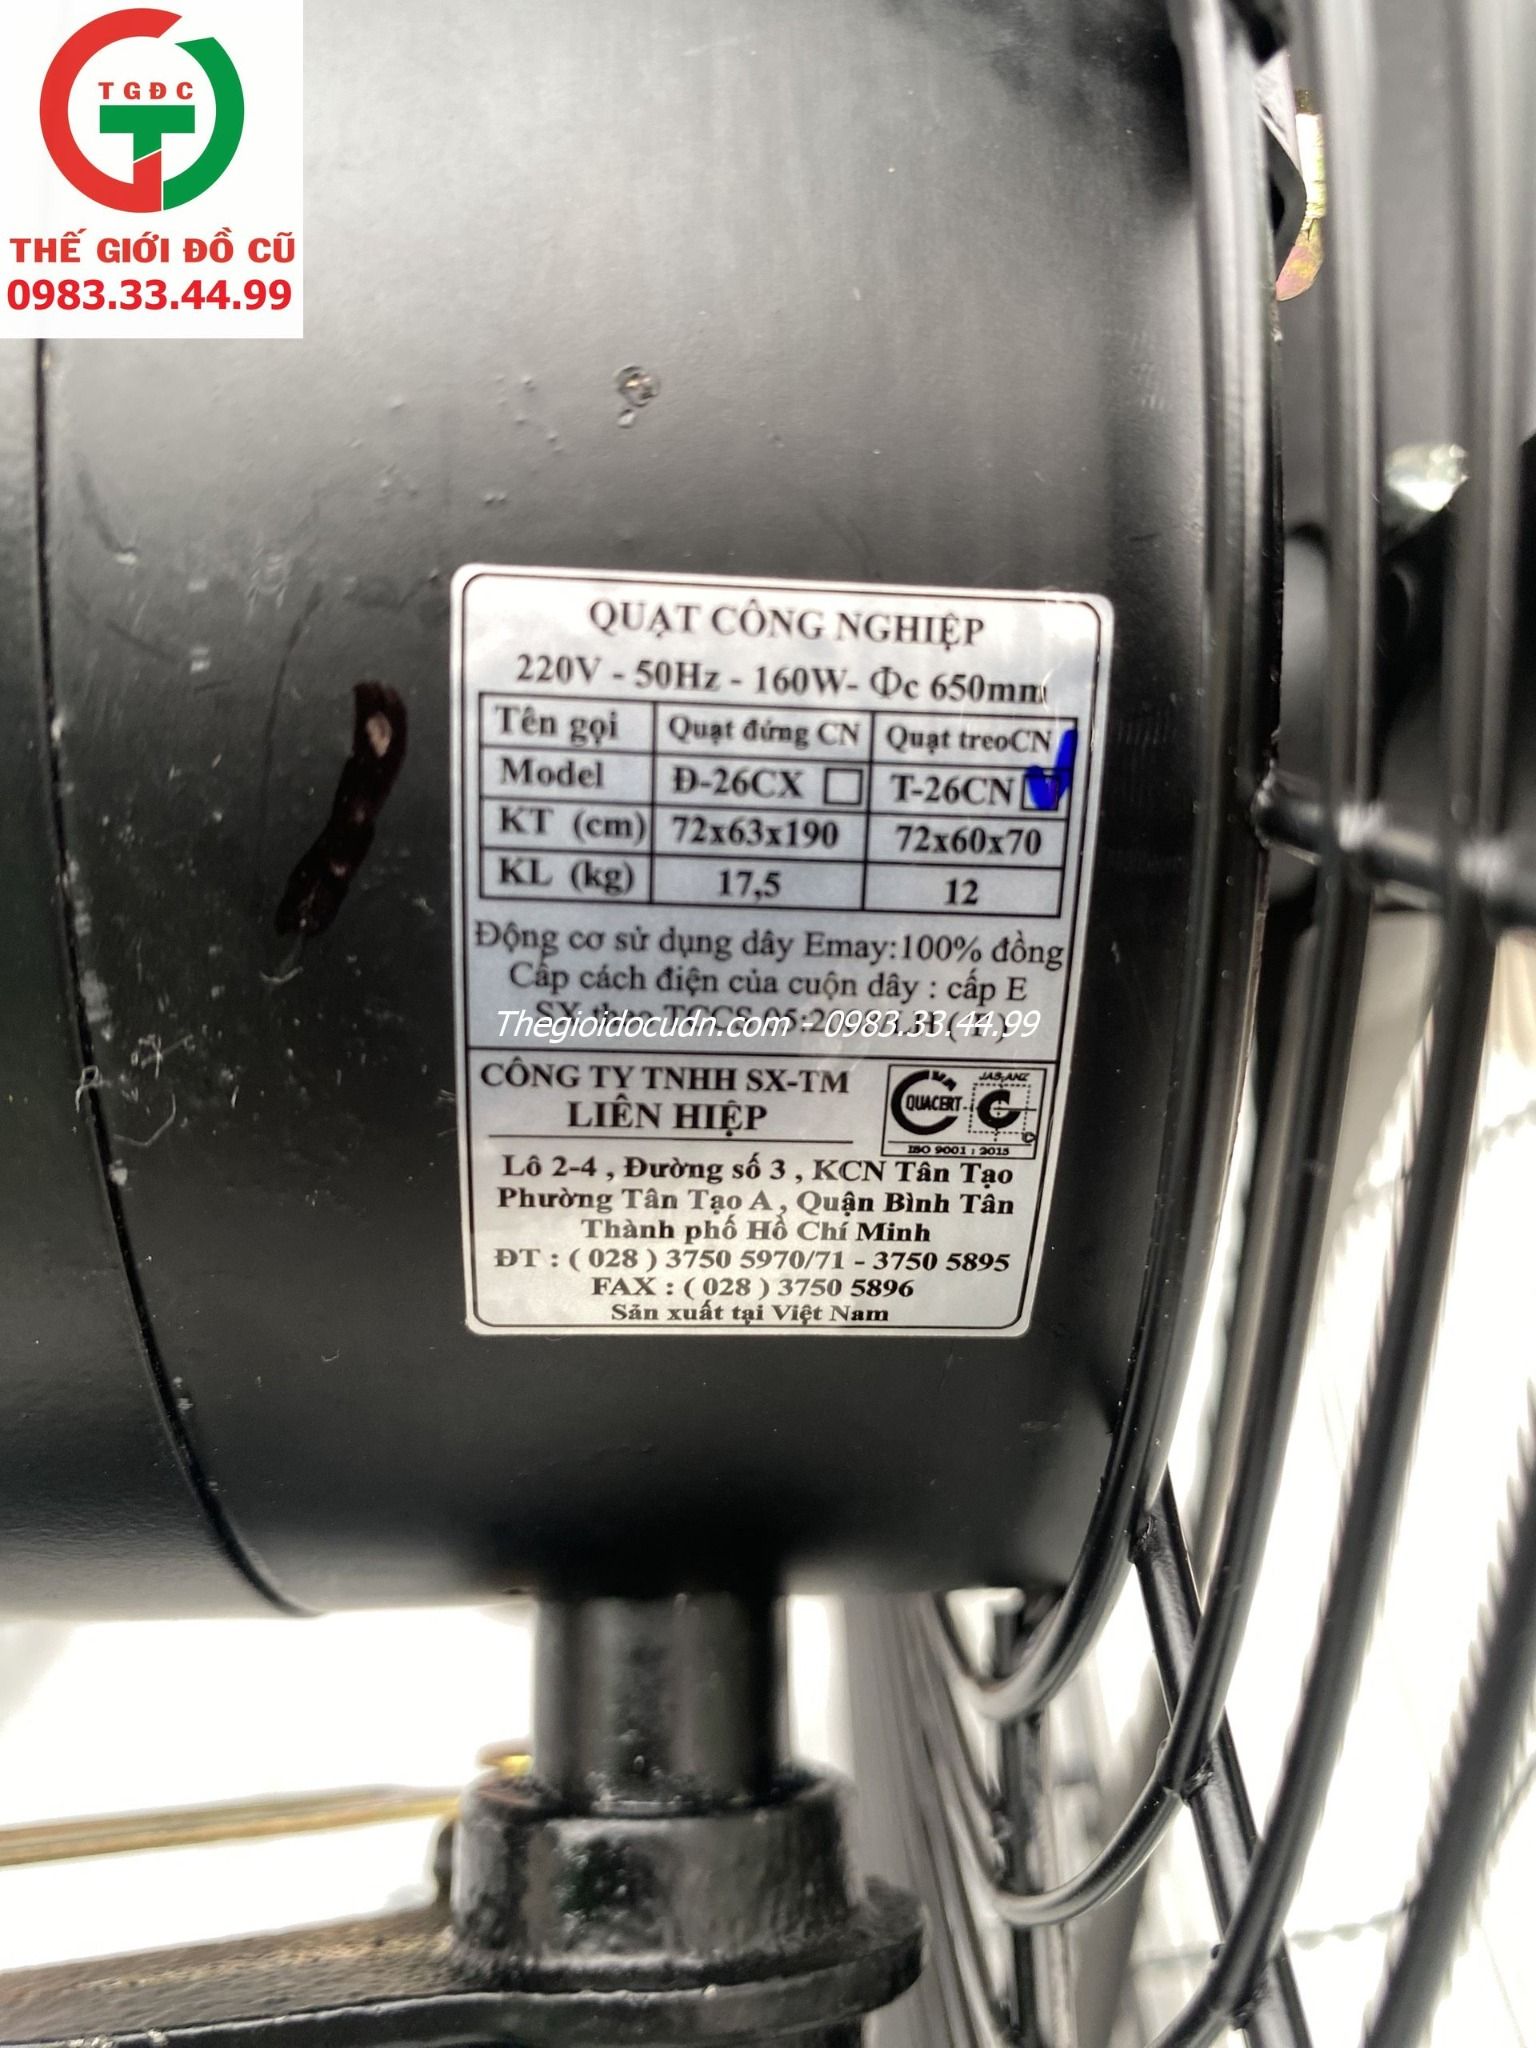 TGĐC
THẾ GIỚI ĐỒ CŨ
0983.33.44.99
QUẠT CÔNG NGHIỆP
220V - 50Hz - 160W- Φc 650mm
Tên gọi Quạt đứng CN Quạt treoCN
Model Đ-26CX T-26CN
KT (cm) 72x63x190 72x60x70
KL (kg) 17,5 12
Động cơ sử dụng dây Emay:100% đồng
Cấp cách điện của cuộn dây : cấp E
SX theo TCCS
Thegioidocudn.com - 0983.33.44.99
CÔNG TY TNHH SX-TM
LIÊN HIỆP
QUACERT
JAS-ANZ
ISO 9001 : 2015
Lô 2-4 , Đường số 3 , KCN Tân Tạo
Phường Tân Tạo A , Quận Bình Tân
Thành phố Hồ Chí Minh
ĐT : ( 028 ) 3750 5970/71 - 3750 5895
FAX : ( 028 ) 3750 5896
Sản xuất tại Việt Nam